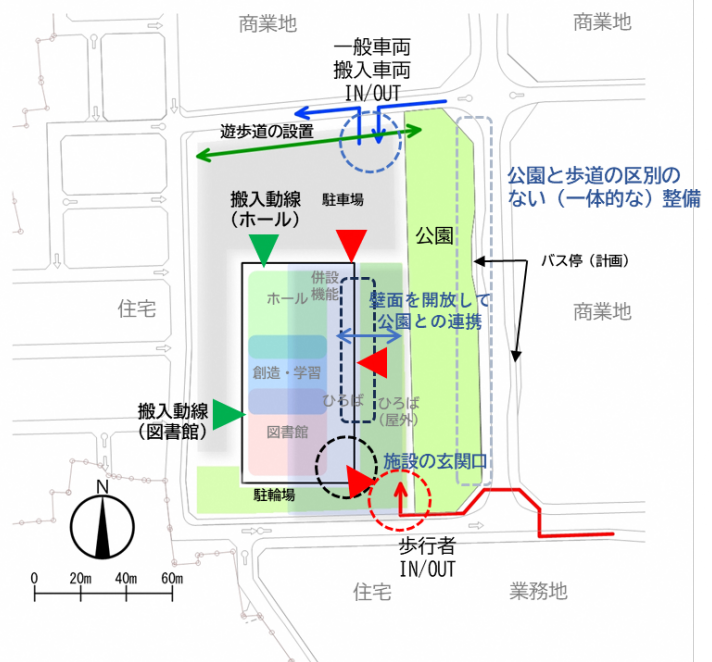 商業地
商業地
一般車両
搬入車両
IN/OUT
遊歩道の設置
公園と歩道の区別の
ない（一体的な）整備
搬入動線
（ホール）
駐車場
公園
バス停（計画）
住宅
ホール
併設
機能
壁面を開放して
公園との連携
商業地
創造・学習
搬入動線
（図書館）
ひろば
ひろば
（屋外）
図書館
施設の玄関口
駐輪場
N
0 20m 40m 60m
歩行者
IN/OUT
住宅
業務地